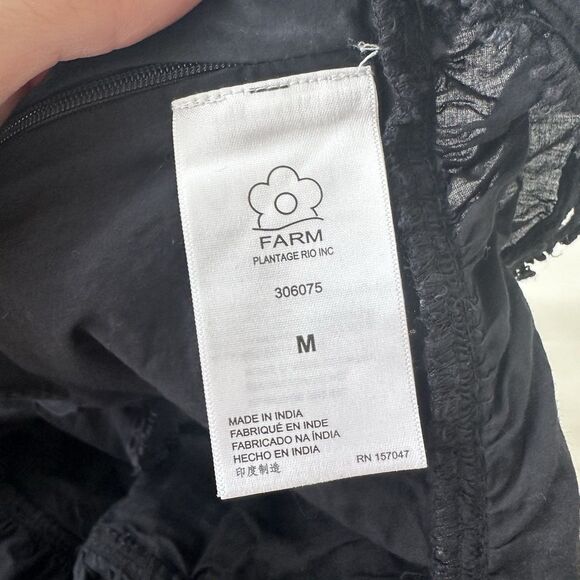 FARM
PLANTAGE RIO INC
306075
M
MADE IN INDIA
FABRIQUÉ EN INDE
FABRICADO NA ÍNDIA
HECHO EN INDIA
印度制造
RN 157047